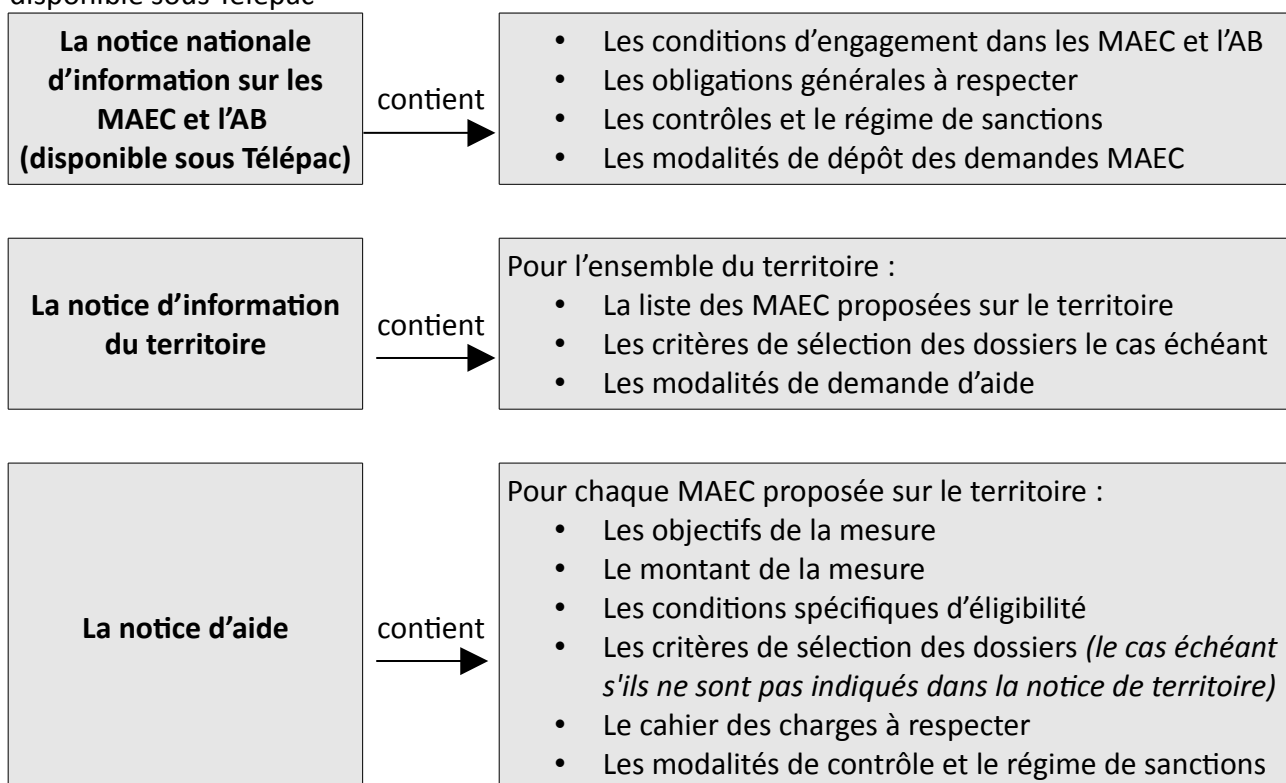 disponible sous Télépac
La notice nationale
d’information sur les
MAEC et l’AB
(disponible sous Télépac)
contient
• Les conditions d’engagement dans les MAEC et l’AB
• Les obligations générales à respecter
• Les contrôles et le régime de sanctions
• Les modalités de dépôt des demandes MAEC
La notice d’information
du territoire
contient
Pour l’ensemble du territoire :
• La liste des MAEC proposées sur le territoire
• Les critères de sélection des dossiers le cas échéant
• Les modalités de demande d’aide
La notice d’aide
contient
Pour chaque MAEC proposée sur le territoire :
• Les objectifs de la mesure
• Le montant de la mesure
• Les conditions spécifiques d’éligibilité
• Les critères de sélection des dossiers (le cas échéant
s'ils ne sont pas indiqués dans la notice de territoire)
• Le cahier des charges à respecter
• Les modalités de contrôle et le régime de sanctions